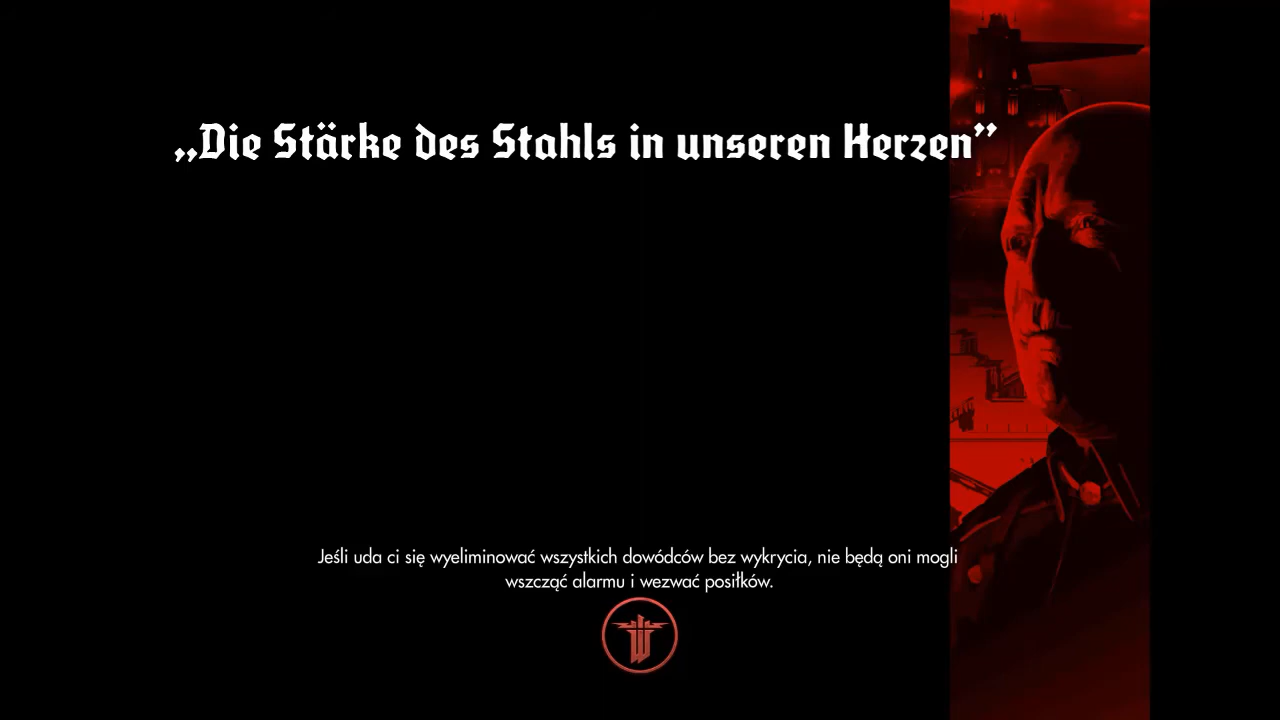 „Die Stärke des Stahls in unseren Herzen”
Jeśli uda ci się wyeliminować wszystkich dowódców bez wykrycia, nie będą oni mogli
wszcząć alarmu i wezwać posiłków.